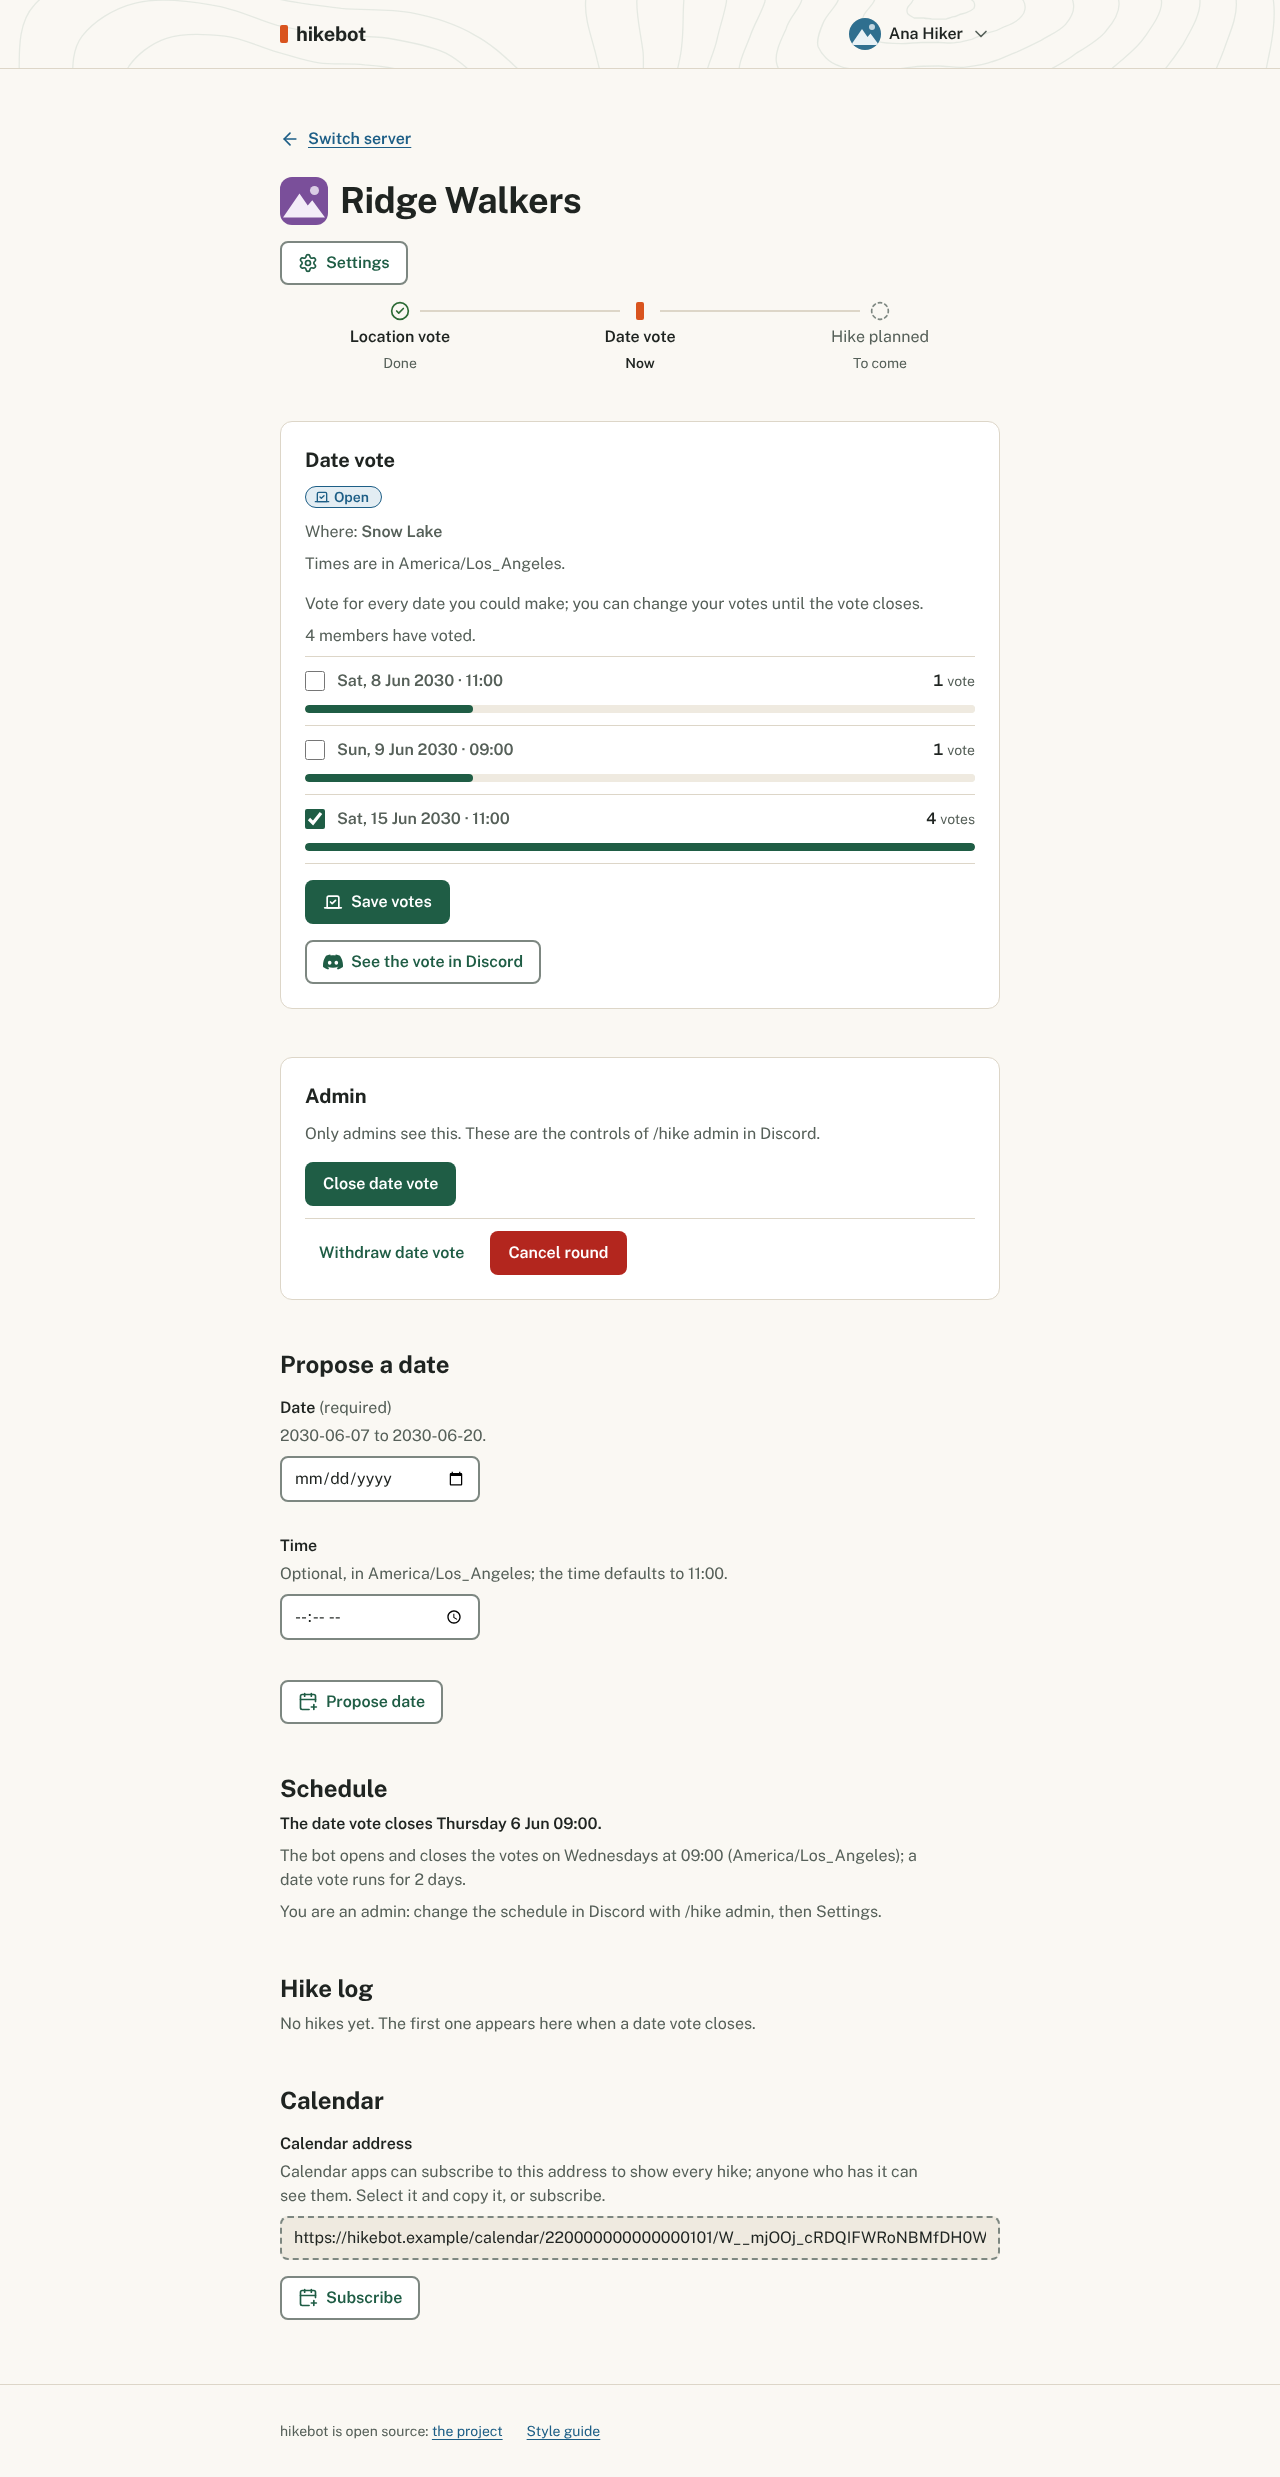 hikebot
Ana Hiker
Switch server
Ridge Walkers
Settings
Location vote
Done
Date vote
Now
Hike planned
To come
Date vote
Open
Where: Snow Lake
Times are in America/Los_Angeles.
Vote for every date you could make; you can change your votes until the vote closes.
4 members have voted.
Sat, 8 Jun 2030 · 11:00
1 vote
Sun, 9 Jun 2030 · 09:00
1 vote
Sat, 15 Jun 2030 · 11:00
4 votes
Save votes
See the vote in Discord
Admin
Only admins see this. These are the controls of /hike admin in Discord.
Close date vote
Withdraw date vote
Cancel round
Propose a date
Date (required)
2030-06-07 to 2030-06-20.
mm/dd/yyyy
Time
Optional, in America/Los_Angeles; the time defaults to 11:00.
--:-- --
Propose date
Schedule
The date vote closes Thursday 6 Jun 09:00.
The bot opens and closes the votes on Wednesdays at 09:00 (America/Los_Angeles); a
date vote runs for 2 days.
You are an admin: change the schedule in Discord with /hike admin, then Settings.
Hike log
No hikes yet. The first one appears here when a date vote closes.
Calendar
Calendar address
Calendar apps can subscribe to this address to show every hike; anyone who has it can
see them. Select it and copy it, or subscribe.
https://hikebot.example/calendar/220000000000000101/W__mjOOj_cRDQIFWRoNBMfDH0W
Subscribe
hikebot is open source: the project
Style guide